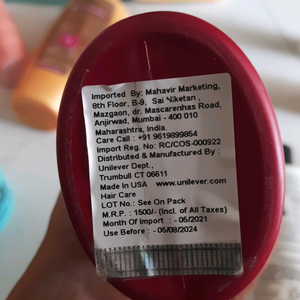 Imported By: Mahavir Marketing,
8th Floor, B-9, Sai Niketan,
Mazgaon, dr. Mascarenhas Road,
Anjirwad, Mumbai - 400 010
Maharashtra, India.
Care Call : +91 9619899854
Import Reg. No: RC/COS-000922
Distributed & Manufactured By :
Unilever Dept.,
Trumbull CT 06611
Made In USA www.unilever.com
Hair Care
LOT No.: See On Pack
M.R.P. : 1500/- (Incl. of All Taxes)
Month Of Import : - 05/2021
Use Before : - 05/08/2024